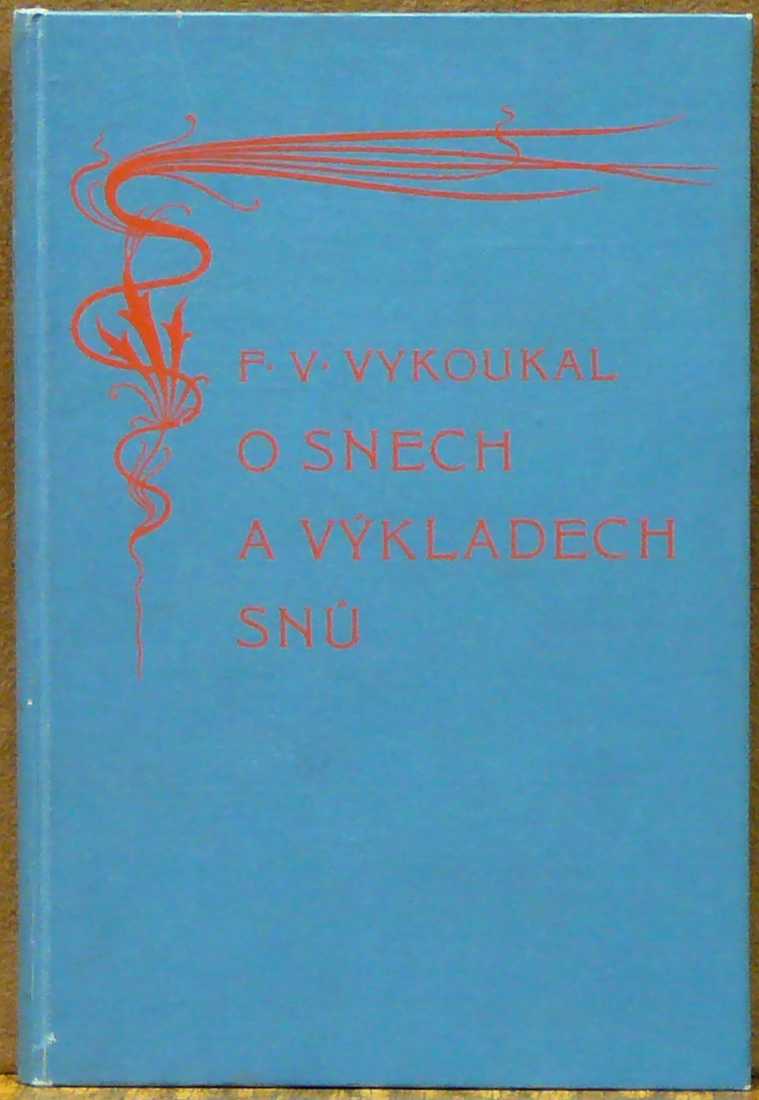 F. V. VYKOUKAL
O SNECH
A VÝKLADECH
SNŮ